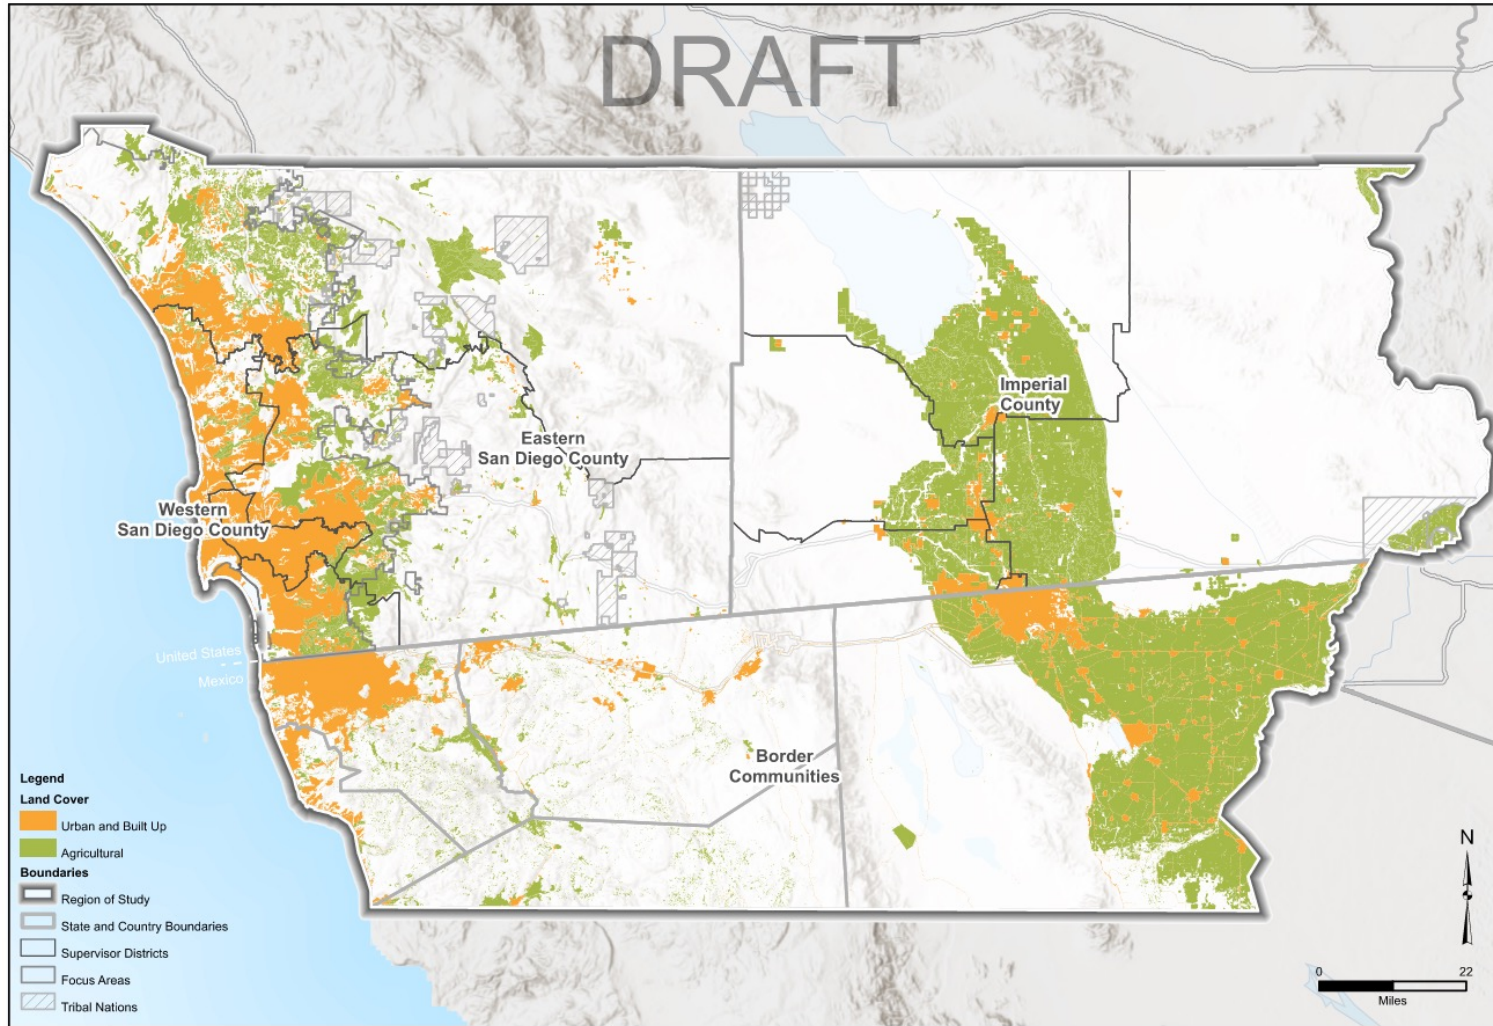 DRAFT
Imperial
County
Eastern
San Diego County
Western
San Diego County
United States
Mexico
Border
Communities
Legend
Land Cover
Urban and Built Up
Agricultural
Boundaries
Region of Study
State and Country Boundaries
Supervisor Districts
Focus Areas
Tribal Nations
N
0 22
Miles